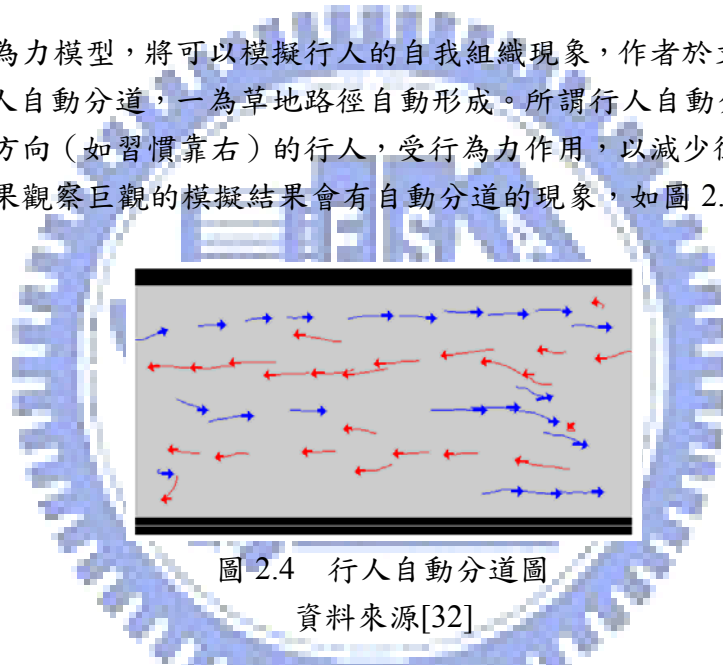 為力模型，將可以模擬行人的自我組織現象，作者於文
人自動分道，一為草地路徑自動形成。所謂行人自動分
方向（如習慣靠右）的行人，受行為力作用，以減少很
果觀察巨觀的模擬結果會有自動分道的現象，如圖 2.
圖 2.4 行人自動分道圖
資料來源[32]